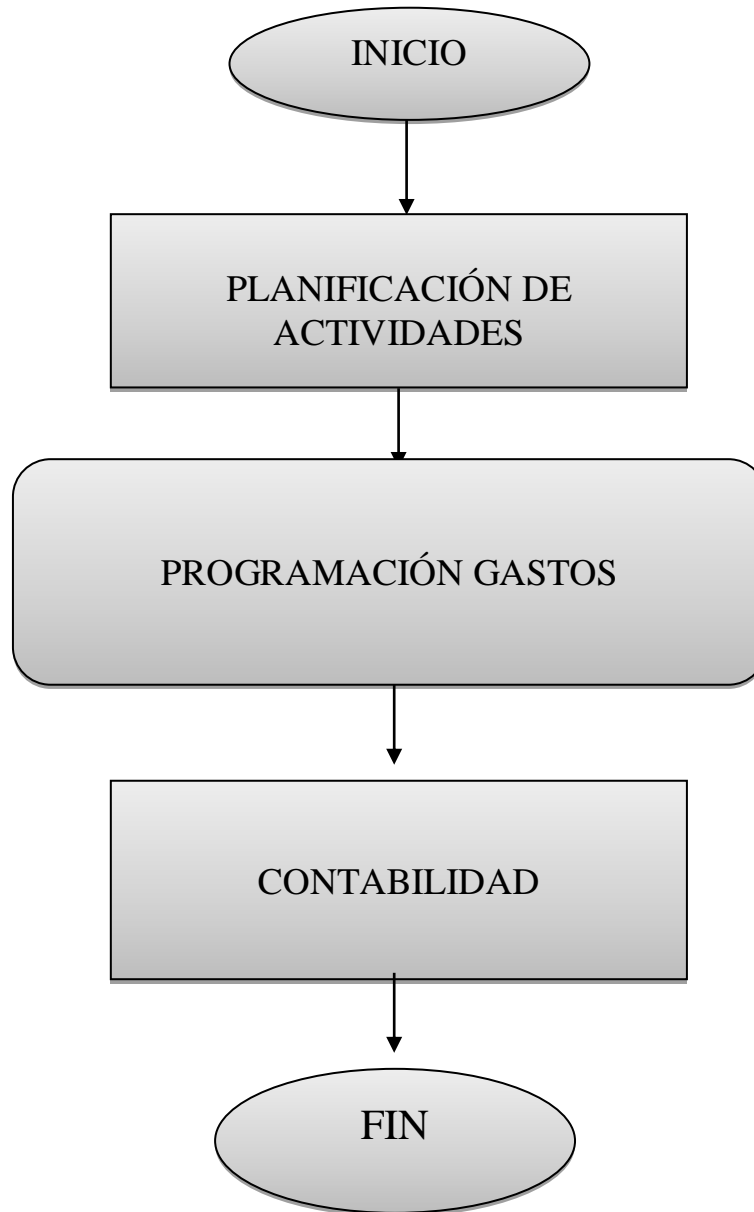 INICIO
PLANIFICACIÓN DE
ACTIVIDADES
PROGRAMACIÓN GASTOS
CONTABILIDAD
FIN